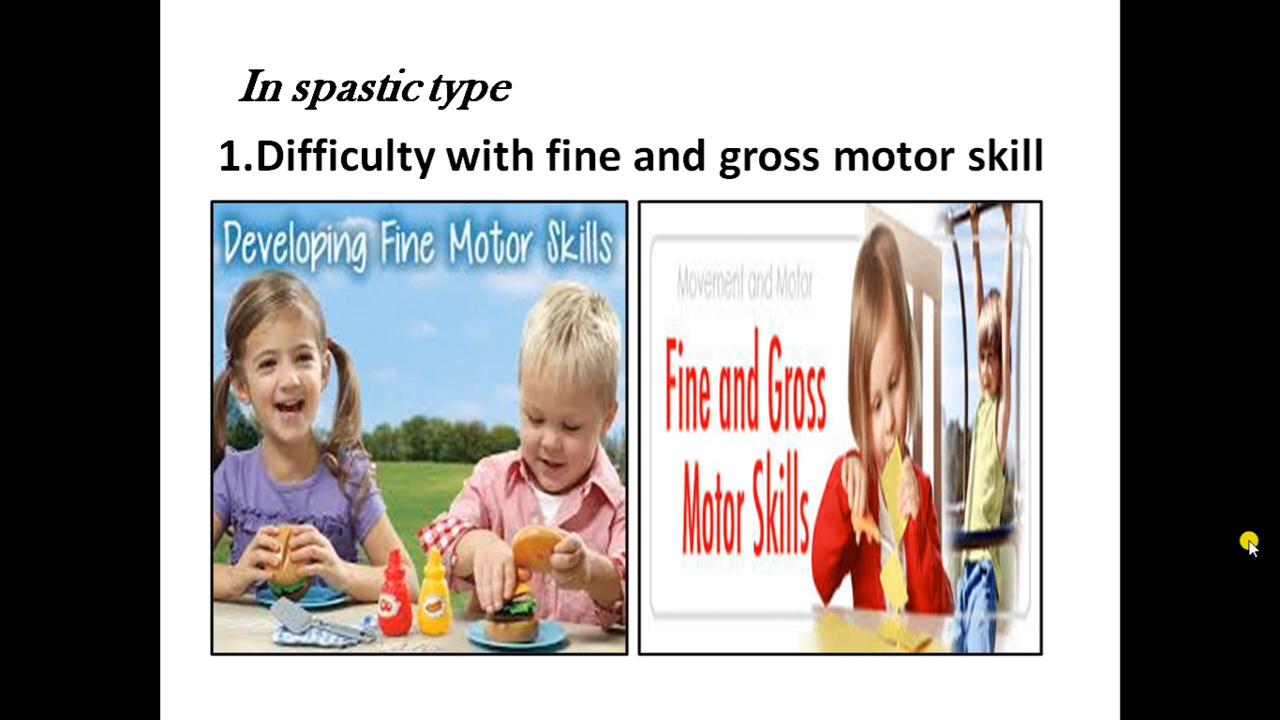 In spastic type
1.Difficulty with fine and gross motor skill
Developing Fine Motor Skills
Movement and Motor
Fine and Gross
Motor Skills